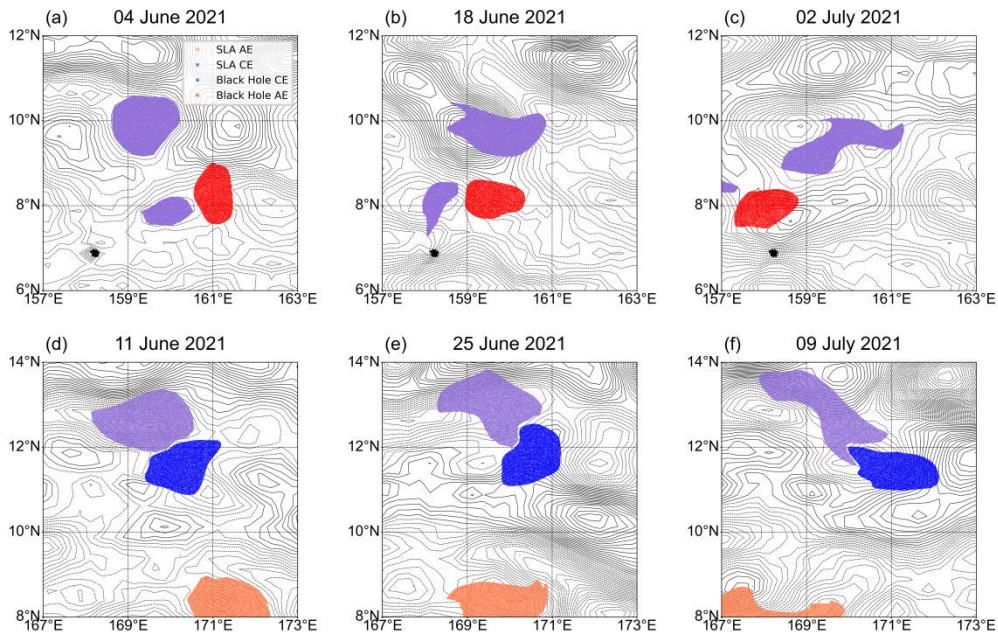 (a) 04 June 2021
(b) 18 June 2021
(c) 02 July 2021
12°N
10°N
8°N
6°N
157°E 159°E 161°E 163°E
SLA AE
SLA CE
Black Hole CE
Black Hole AE
12°N
10°N
8°N
6°N
157°E 159°E 161°E 163°E
12°N
10°N
8°N
6°N
157°E 159°E 161°E 163°E
(d) 11 June 2021
(e) 25 June 2021
(f) 09 July 2021
14°N
12°N
10°N
8°N
167°E 169°E 171°E 173°E
14°N
12°N
10°N
8°N
167°E 169°E 171°E 173°E
14°N
12°N
10°N
8°N
167°E 169°E 171°E 173°E